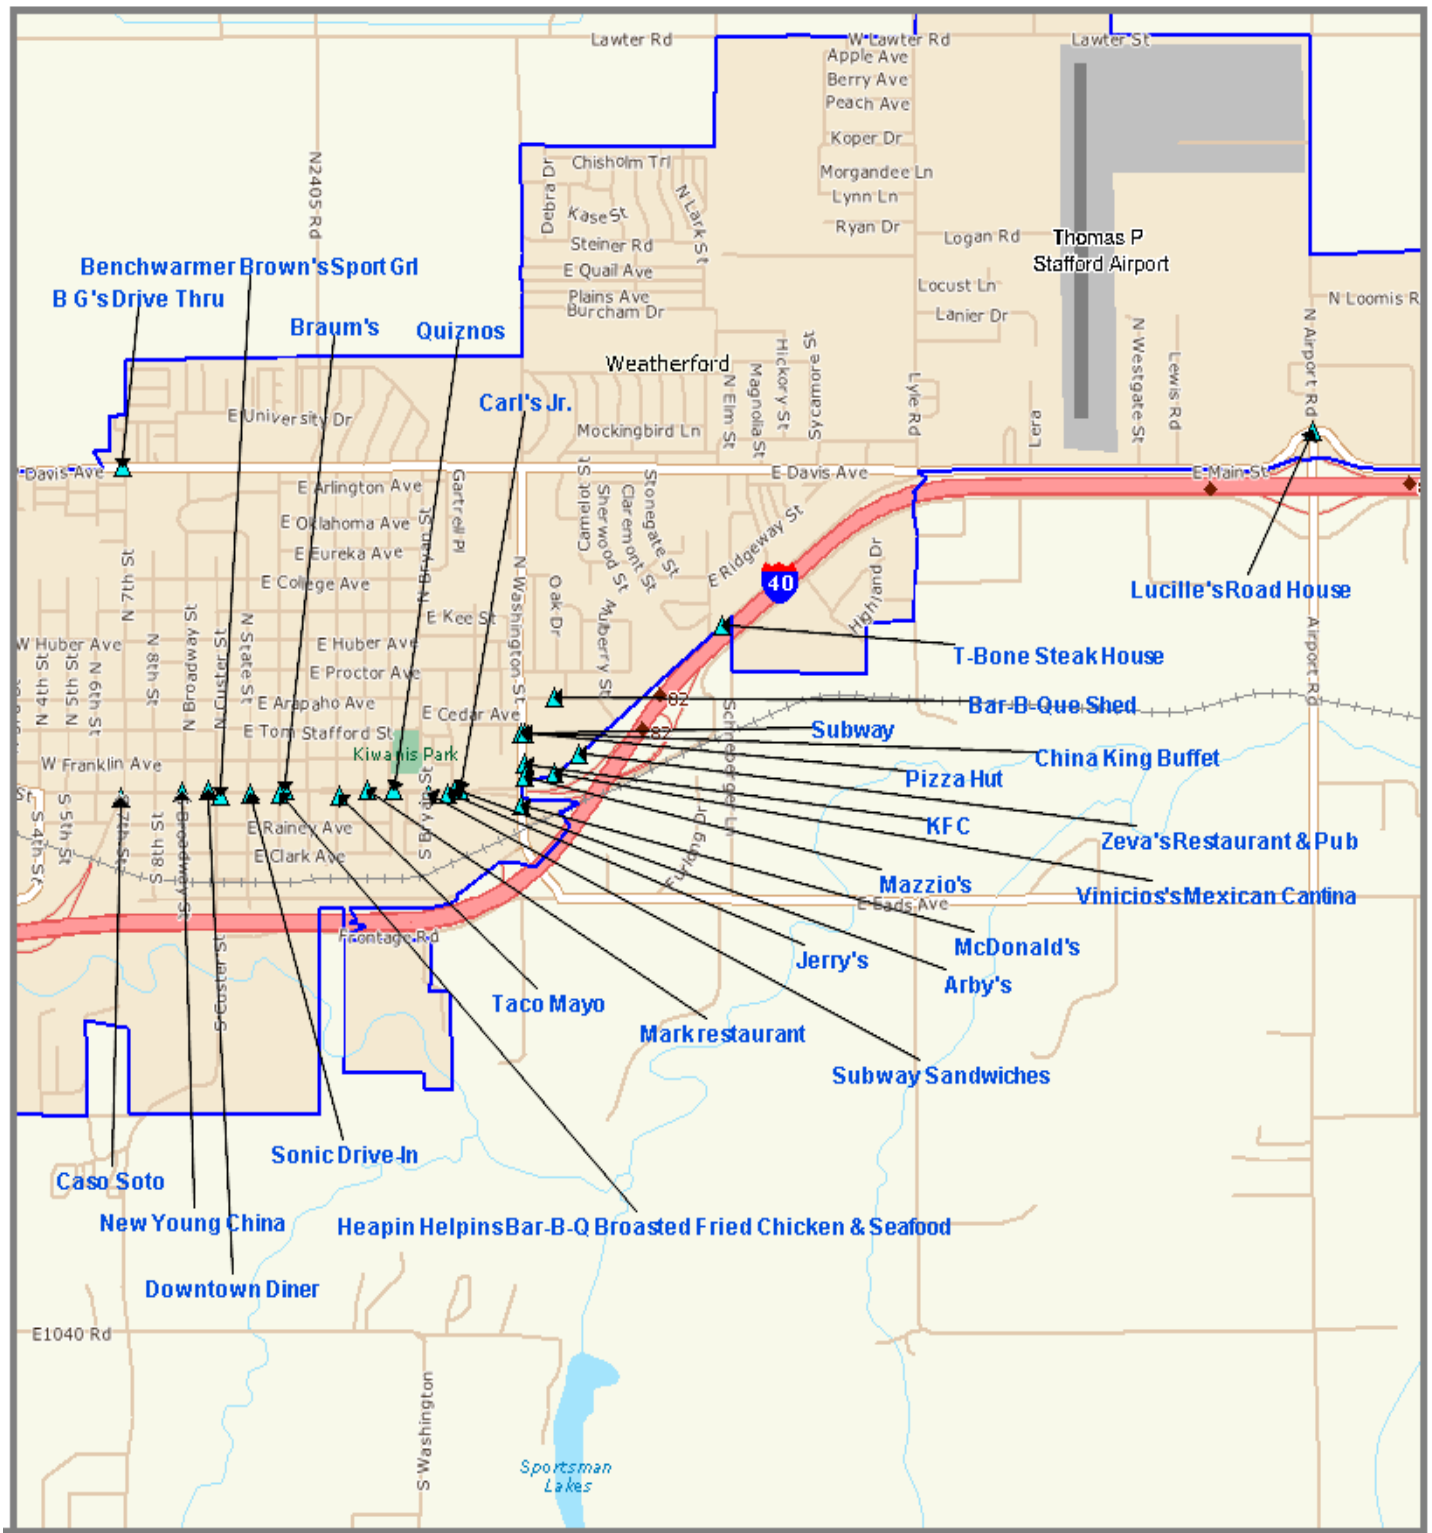 Lawter Rd
W Lawter Rd
Lawter St
Apple Ave
Berry Ave
Peach Ave
Koper Dr
Chisholm Trl
Morgandee Ln
Lynn Ln
Debra Dr
N2405 Rd
N Lark St
Kase St
Ryan Dr
Logan Rd
Thomas P
Stafford Airport
Steiner Rd
Benchwarmer Brown's Sport Grl
E Quail Ave
Locust Ln
B G's Drive Thru
Plains Ave
N Loomis R
Burcham Dr
Lanier Dr
Braum's
Quiznos
Weatherford
N Elm St
Magnolia St
Hickory St
Sycamore St
Lyle Rd
N Westgate St
Lewis Rd
N Airport Rd
Carl's Jr.
E University Dr
Mockingbird Ln
Lera
Davis Ave
E Davis Ave
E Main St
E Arlington Ave
Gartrell Pl
Camelot St
Sherwood St
Claremont St
Stonegate St
E Oklahoma Ave
N Bryan St
E Ridgeway St
E Eureka Ave
E College Ave
40
Highland Dr
Lucille's Road House
N 7th St
N Washington St
Oak Dr
Mulberry St
E Kee St
W Huber Ave
E Huber Ave
T-Bone Steak House
N 4th St
N 5th St
N 6th St
N 8th St
N Broadway St
N Custer St
N State St
E Proctor Ave
Airport Rd
E Arapaho Ave
82
Bar-B-Que Shed
E Cedar Ave
E Tom Stafford St
82
Subway
Kiwanis Park
China King Buffet
W Franklin Ave
Pizza Hut
Schneeberger Ln
St
S 4th St
S 5th St
S 7th St
S 8th St
S Broadway St
S Bryan St
E Rainey Ave
KFC
Zeva's Restaurant & Pub
E Clark Ave
Furlong Dr
Mazzio's
Vinicios's Mexican Cantina
E Eads Ave
Frontage Rd
McDonald's
Jerry's
Arby's
S Custer St
Taco Mayo
Mark restaurant
Subway Sandwiches
Sonic Drive-In
Caso Soto
New Young China
Heapin Helpins Bar-B-Q Broasted Fried Chicken & Seafood
Downtown Diner
E1040 Rd
S Washington
Sportsman
Lakes